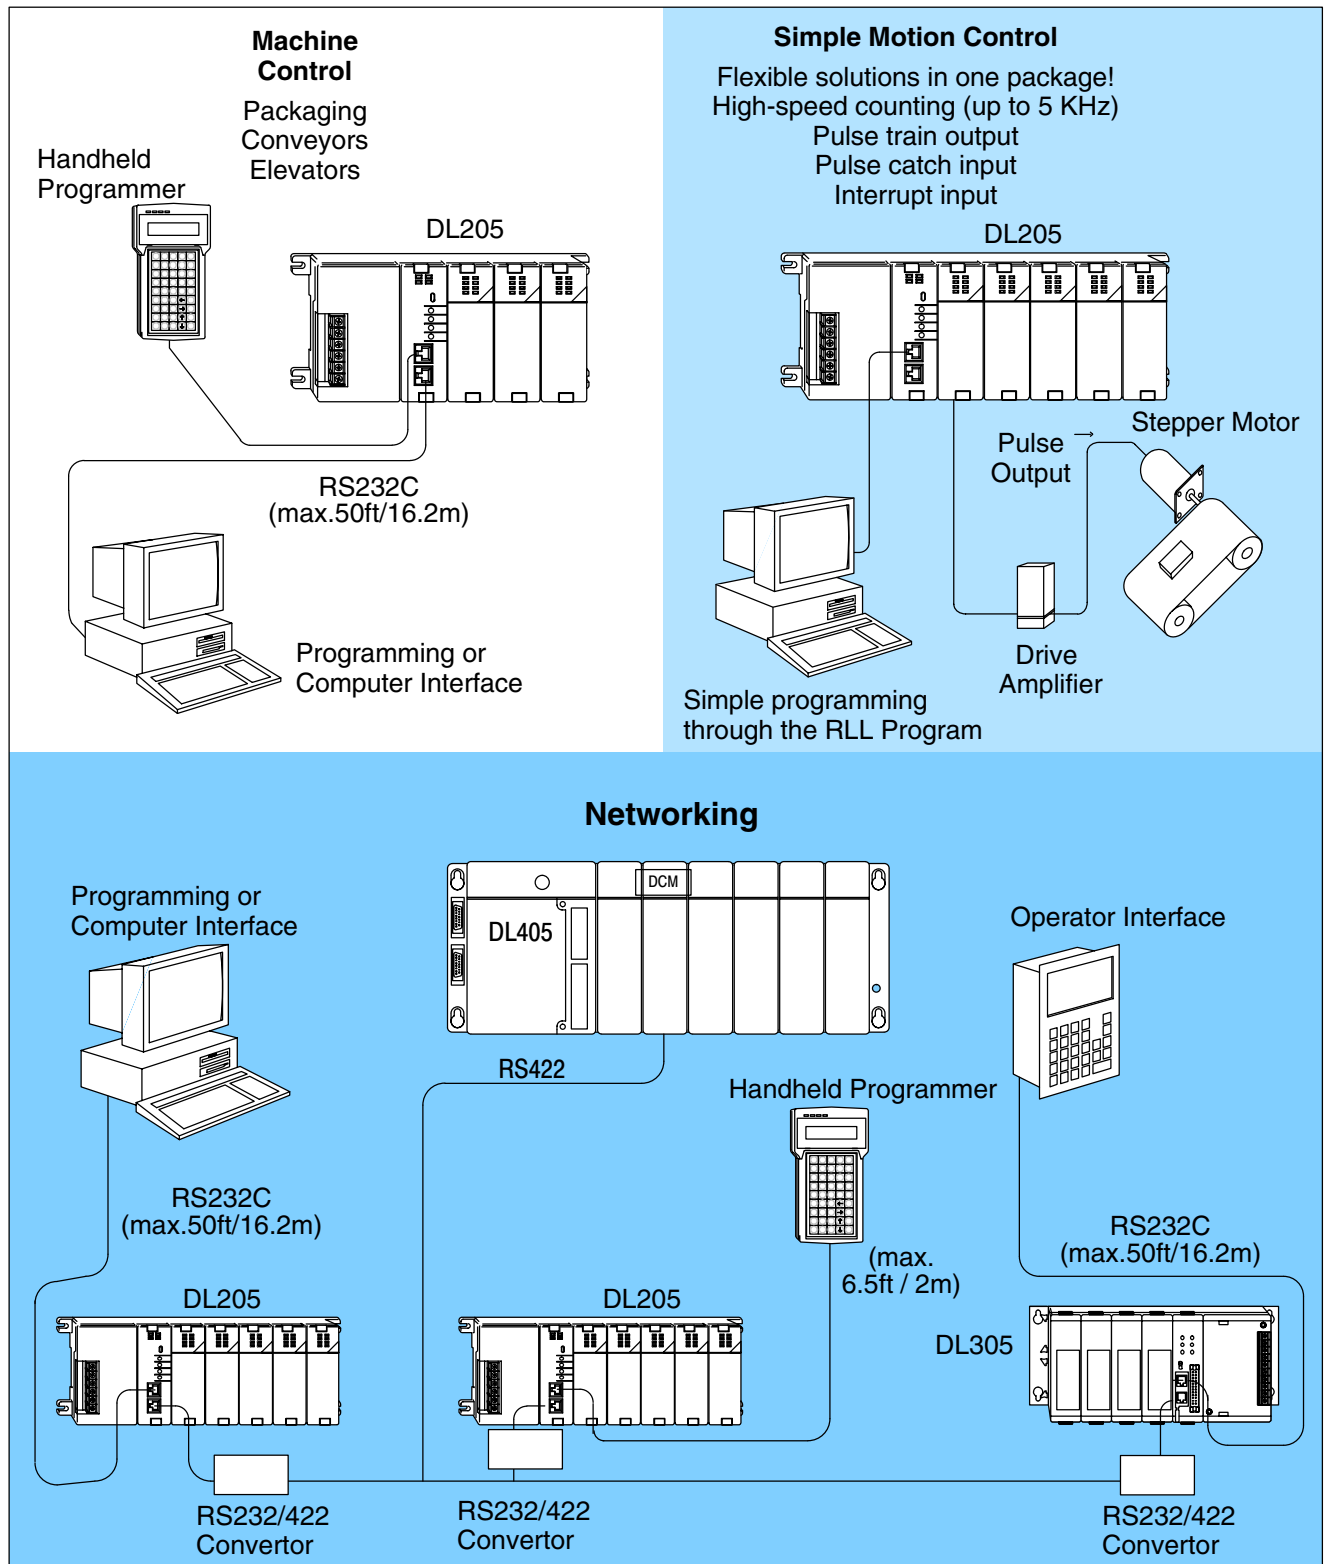 Machine
Control
Packaging
Conveyors
Elevators
Handheld
Programmer
DL205
RS232C
(max.50ft/16.2m)
Programming or
Computer Interface
Simple Motion Control
Flexible solutions in one package!
High-speed counting (up to 5 KHz)
Pulse train output
Pulse catch input
Interrupt input
DL205
Stepper Motor
Pulse →
Output
Drive
Amplifier
Simple programming
through the RLL Program
Networking
Programming or
Computer Interface
DCM
DL405
Operator Interface
RS422
Handheld Programmer
RS232C
(max.50ft/16.2m)
(max.
6.5ft / 2m)
RS232C
(max.50ft/16.2m)
DL205
DL205
DL305
RS232/422
Convertor
RS232/422
Convertor
RS232/422
Convertor